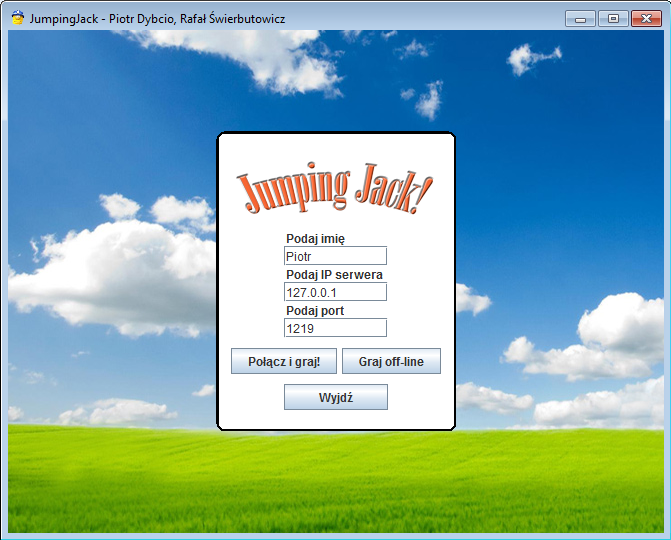 JumpingJack - Piotr Dybcio, Rafał Świerbutowicz
Jumping Jack!
Podaj imię
Piotr
Podaj IP serwera
127.0.0.1
Podaj port
1219
Połącz i graj! Graj off-line
Wyjdź